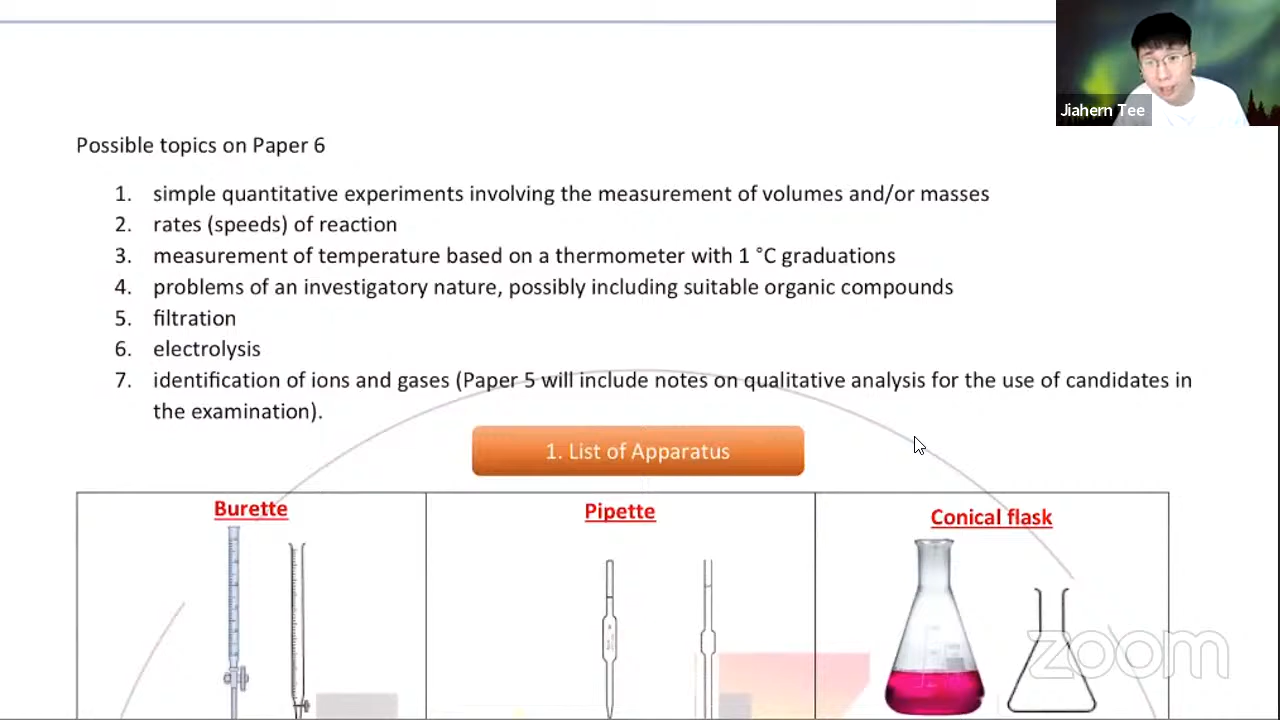 Jiahern Tee
Possible topics on Paper 6
1. simple quantitative experiments involving the measurement of volumes and/or masses
2. rates (speeds) of reaction
3. measurement of temperature based on a thermometer with 1 °C graduations
4. problems of an investigatory nature, possibly including suitable organic compounds
5. filtration
6. electrolysis
7. identification of ions and gases (Paper 5 will include notes on qualitative analysis for the use of candidates in
the examination).
1. List of Apparatus
Burette
Pipette
Conical flask
zoom